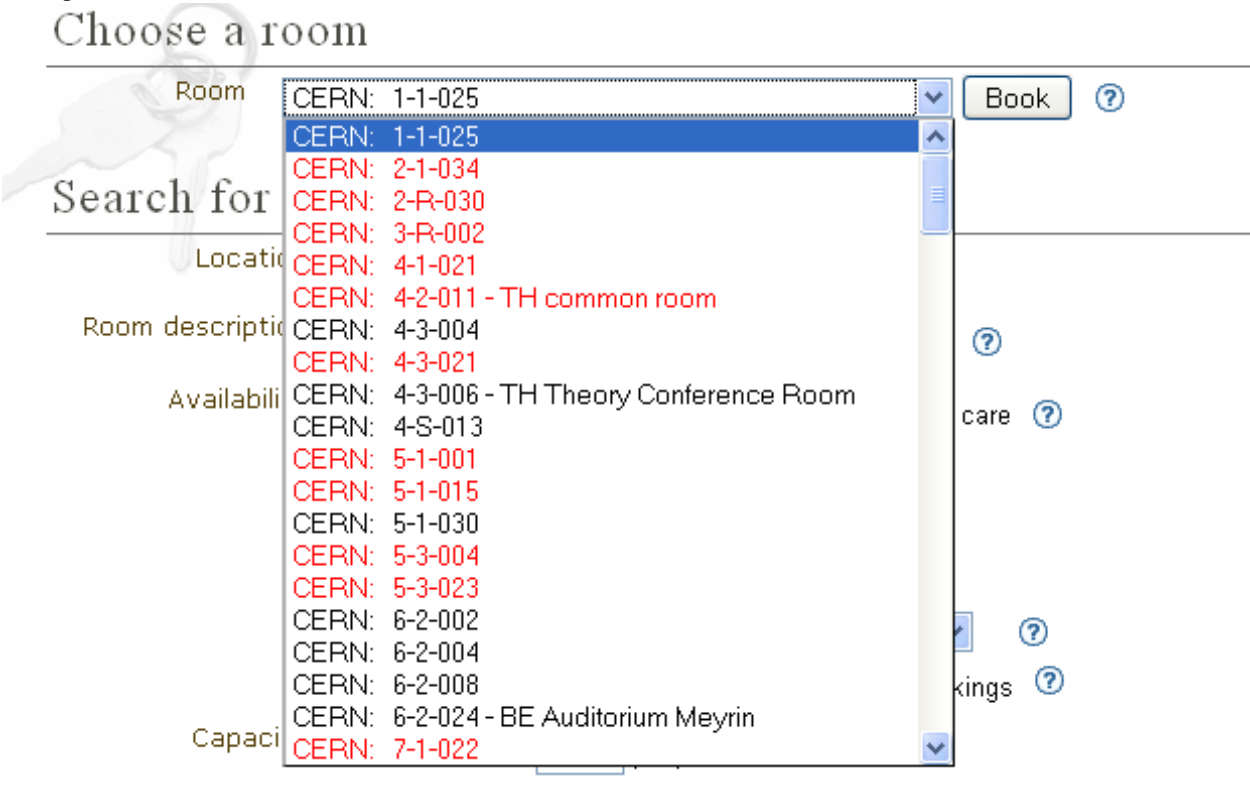 Choose a room
Room CERN: 1-1-025 Book ?
CERN: 1-1-025
CERN: 2-1-034
Search for CERN: 2-R-030
CERN: 3-R-002
Locatio CERN: 4-1-021
CERN: 4-2-011 - TH common room
Room descriptio CERN: 4-3-004 ?
CERN: 4-3-021
Availabili CERN: 4-3-006 - TH Theory Conference Room
CERN: 4-S-013 care ?
CERN: 5-1-001
CERN: 5-1-015
CERN: 5-1-030
CERN: 5-3-004
CERN: 5-3-023
CERN: 6-2-002 ?
CERN: 6-2-004
CERN: 6-2-008 kings ?
CERN: 6-2-024 - BE Auditorium Meyrin
Capaci CERN: 7-1-022